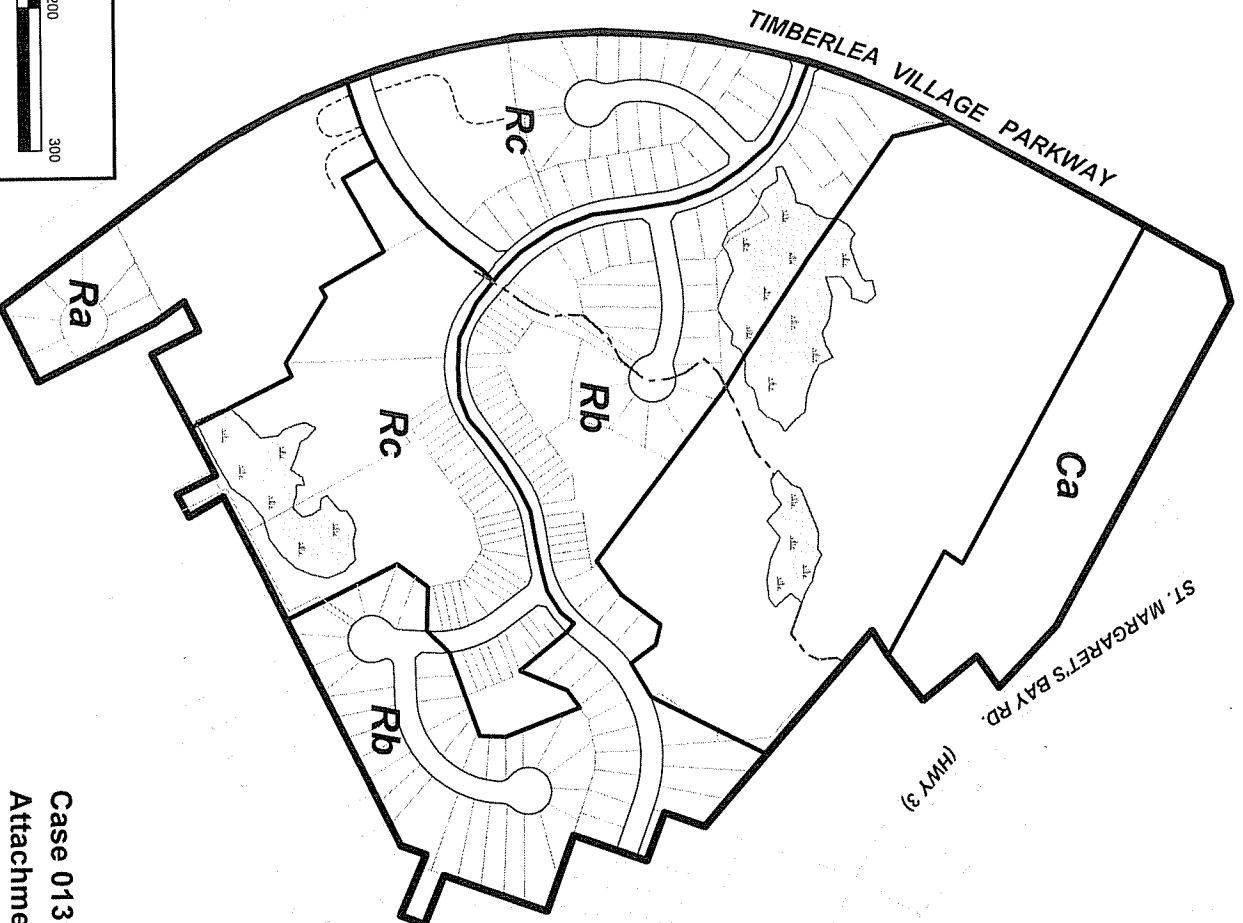 TIMBERLEA VILLAGE PARKWAY
ST. MARGARET'S BAY RD.
(HWY 3)
Ca
Rc
Rb
Rc
Ra
Rb
200
300
Case 013
Attachme